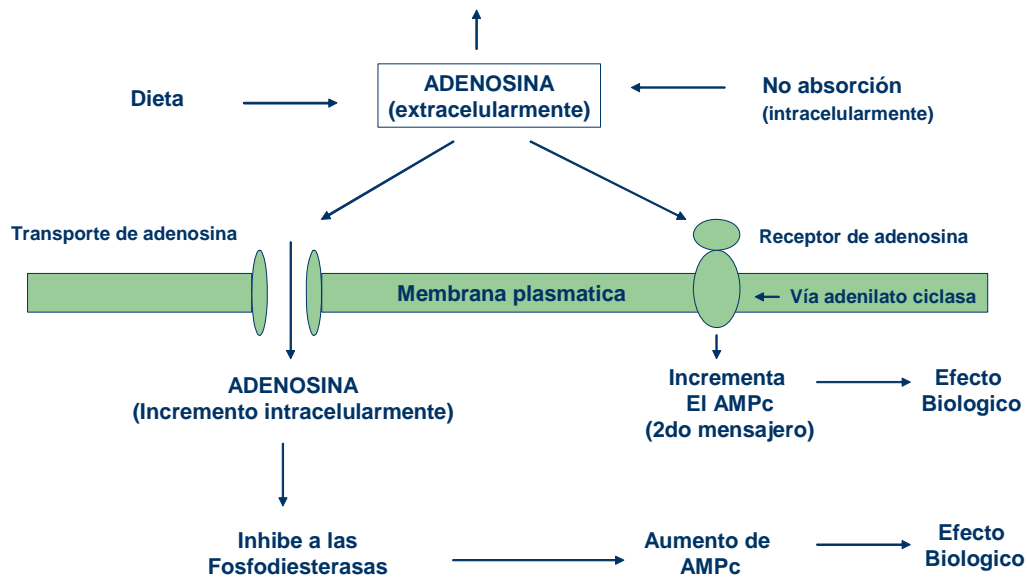 ADENOSINA
(extracelularmente)
Dieta
No absorción
(intracelularmente)
Transporte de adenosina
Receptor de adenosina
Membrana plasmatica
Vía adenilato ciclasa
ADENOSINA
(Incremento intracelularmente)
Incrementa
El AMPc
(2do mensajero)
Efecto
Biologico
Inhibe a las
Fosfodiesterasas
Aumento de
AMPc
Efecto
Biologico